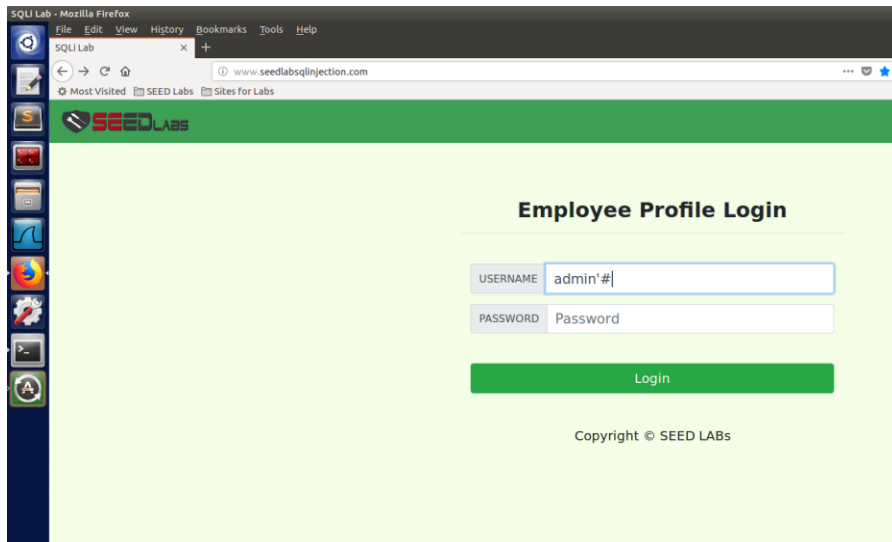 SQLi Lab - Mozilla Firefox
File Edit View History Bookmarks Tools Help
SQLi Lab × +
www.seedlabsqlinjection.com
Most Visited SEED Labs Sites for Labs
SEEDLABS
Employee Profile Login
USERNAME admin'#
PASSWORD Password
Login
Copyright © SEED LABs